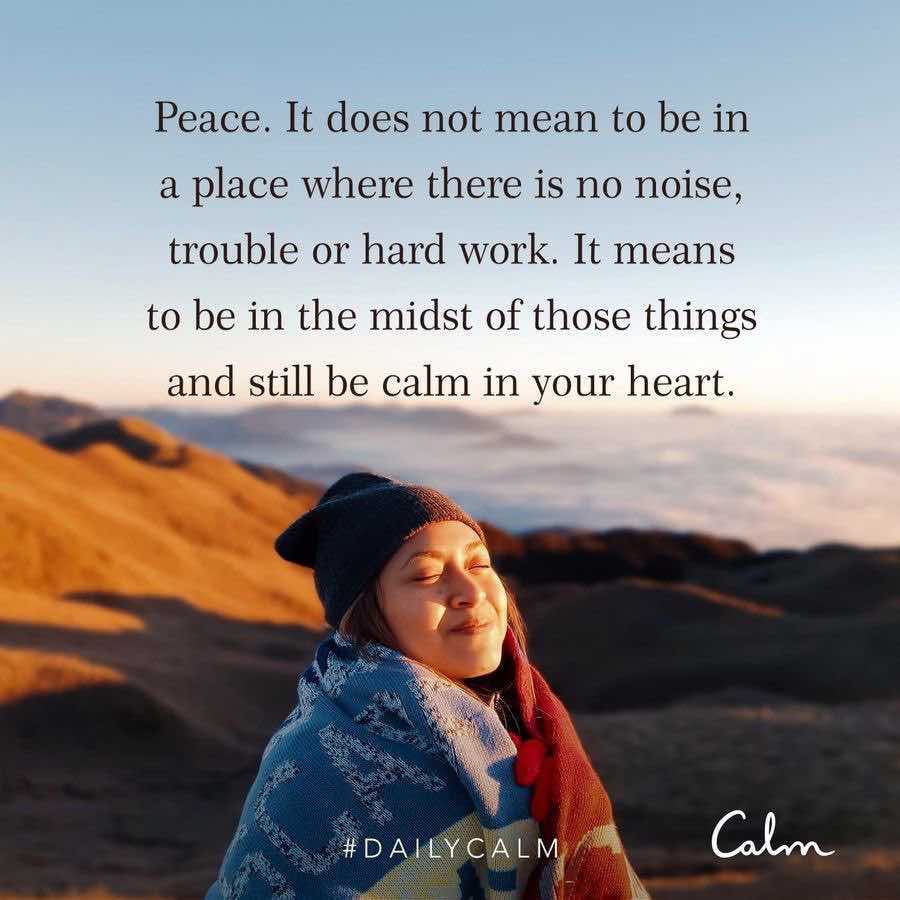 Peace. It does not mean to be in
a place where there is no noise,
trouble or hard work. It means
to be in the midst of those things
and still be calm in your heart.
#DAILYCALM
Calm